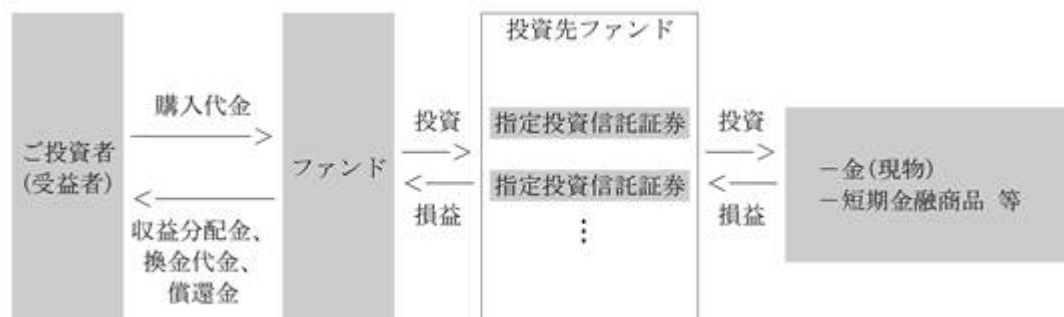 ご投資者
(受益者)
購入代金
収益分配金、
換金代金、
償還金
ファンド
投資
損益
投資先ファンド
指定投資信託証券
指定投資信託証券
⋮
投資
損益
－金(現物)
－短期金融商品 等